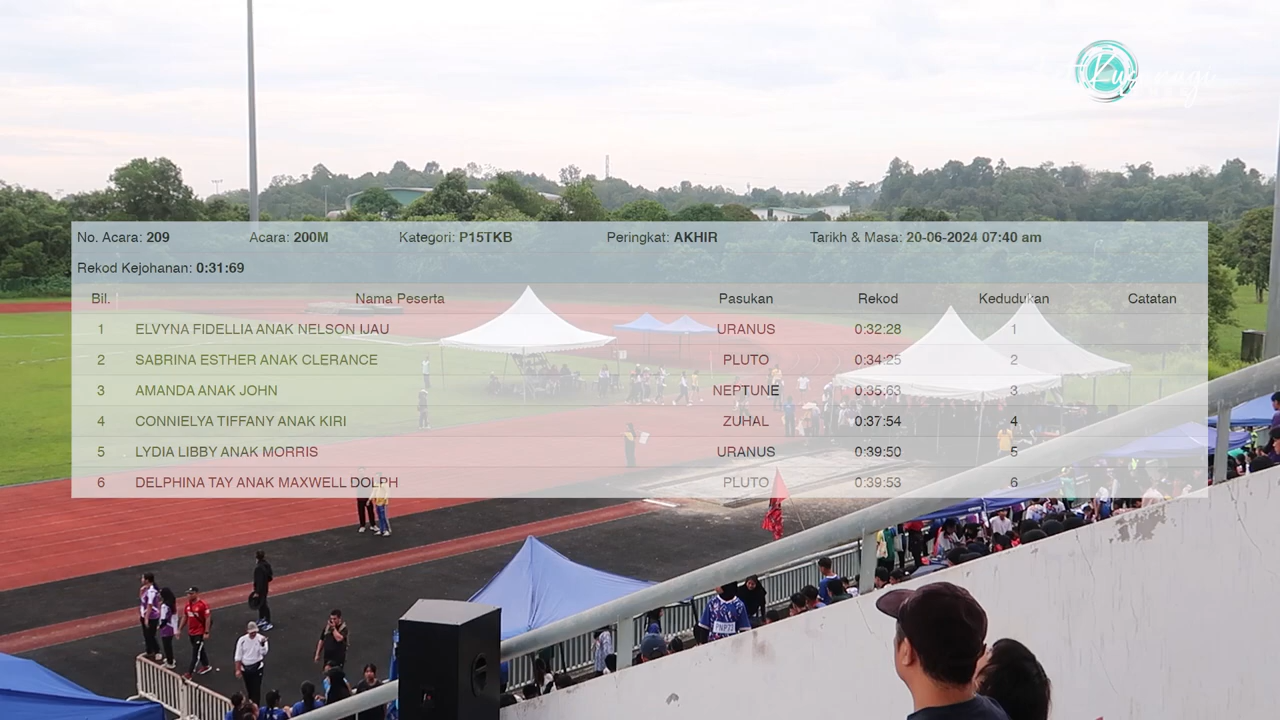 Kusaragi
No. Acara: 209 Acara: 200M Kategori: P15TKB Peringkat: AKHIR Tarikh & Masa: 20-06-2024 07:40 am
Rekod Kejohanan: 0:31:69
Bil. Nama Peserta Pasukan Rekod Kedudukan Catatan
1 ELVYNA FIDELLIA ANAK NELSON IJAU URANUS 0:32:28 1
2 SABRINA ESTHER ANAK CLERANCE PLUTO 0:34:25 2
3 AMANDA ANAK JOHN NEPTUNE 0:35:63 3
4 CONNIELYA TIFFANY ANAK KIRI ZUHAL 0:37:54 4
5 LYDIA LIBBY ANAK MORRIS URANUS 0:39:50 5
6 DELPHINA TAY ANAK MAXWELL DOLPH PLUTO 0:39:53 6